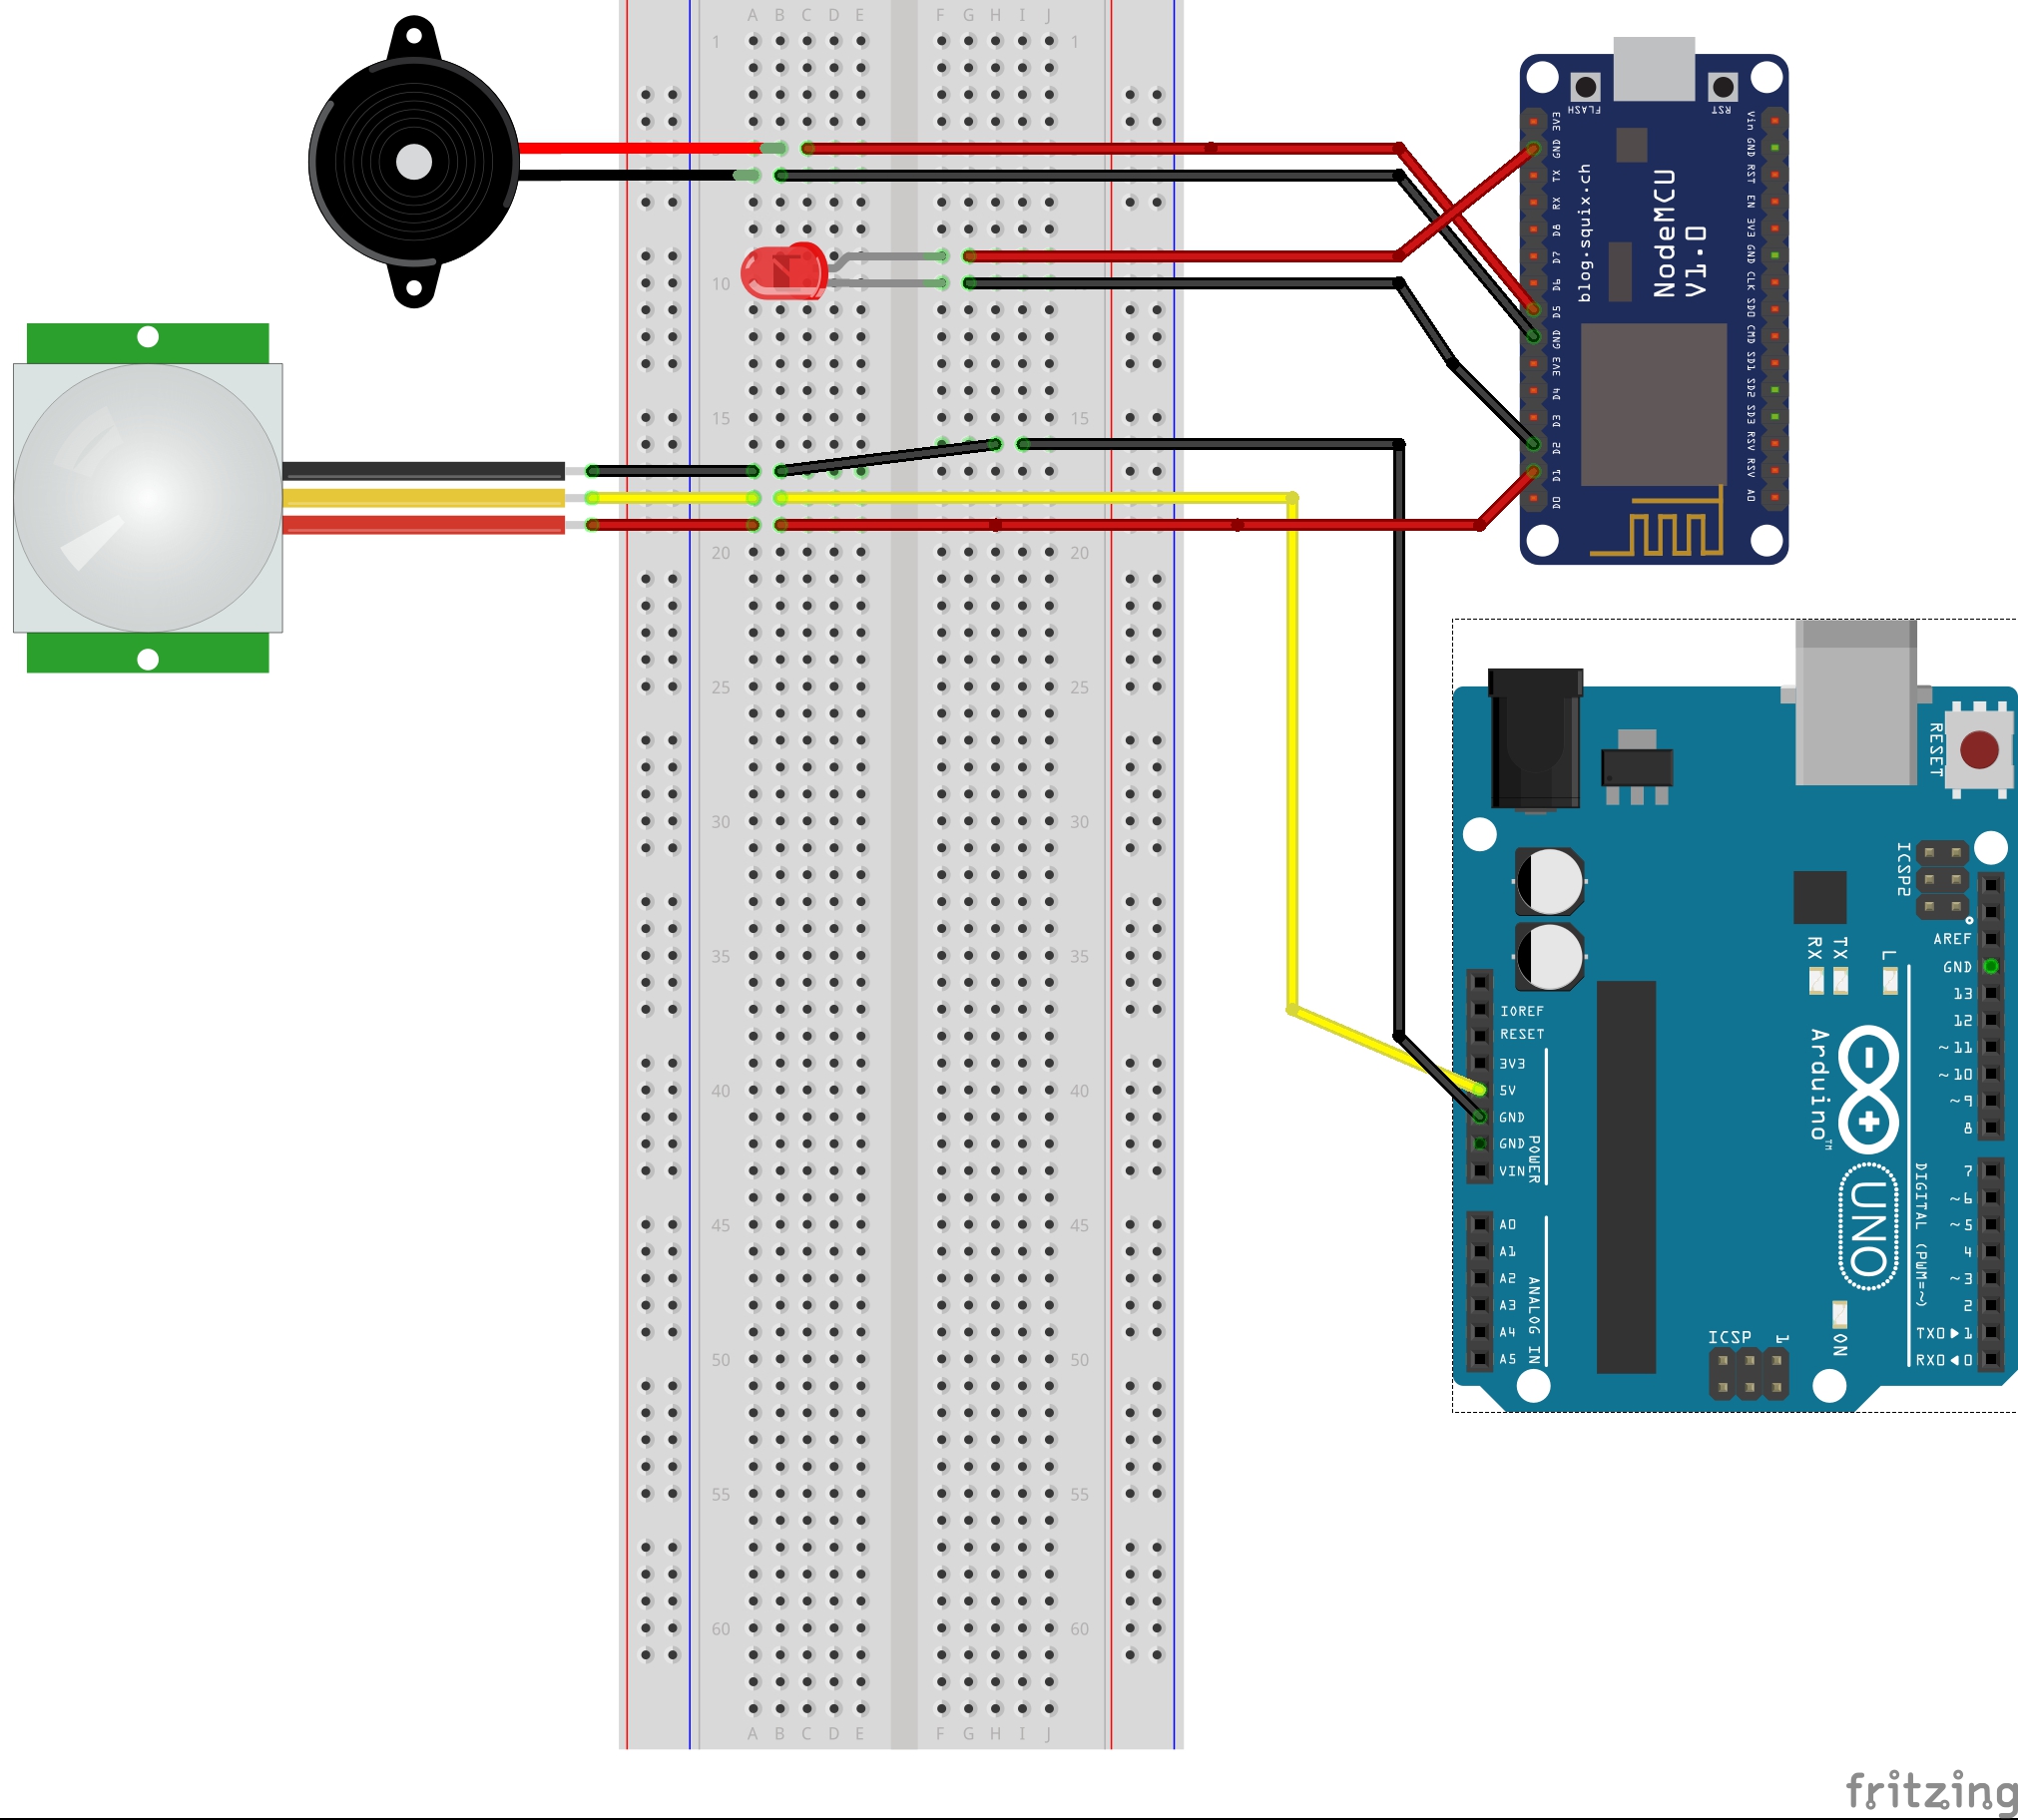 A B C D E F G H I J
1 1
10
15 15
20 20
25 25
30 30
35 35
40 40
45 45
50 50
55 55
60 60
A B C D E F G H I J
FLASH
RST
3V3
GND
TX
RX
D8
D7
D6
D5
GND
3V3
D4
D3
D2
D1
D0
blog.squix.ch
NodeMCU
V1.0
Vin
GND
RST
EN
3V3
GND
CLK
SD0
CMD
SD1
SD2
SD3
RSV
RSV
A0
RESET
ICSP2
AREF
GND
13
12
~11
~10
~9
8
7
~6
~5
4
~3
2
TX0▶1
RX0◀0
RX
TX
L
IOREF
RESET
3V3
5V
GND
GND
VIN
POWER
A0
A1
A2
A3
A4
A5
ANALOG IN
Arduino™
UNO
DIGITAL (PWM=~)
ON
ICSP 1
fritzing